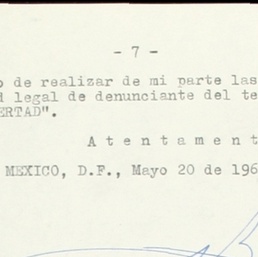 - 7 -
o de realizar de mi parte las
d legal de denunciante del te
ERTAD".
A t e n t a m e n t
MEXICO, D.F., Mayo 20 de 196